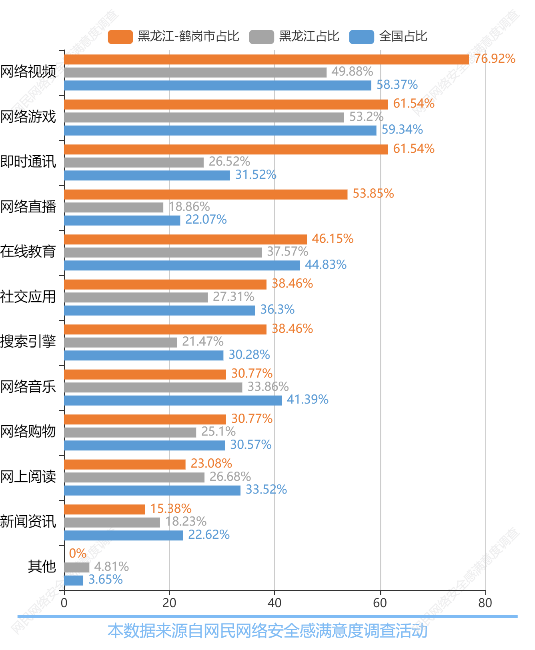 黑龙江-鹤岗市占比 黑龙江占比 全国占比
网络视频 76.92% 49.88% 58.37%
网络游戏 61.54% 53.2% 59.34%
即时通讯 61.54% 26.52% 31.52%
网络直播 53.85% 18.86% 22.07%
在线教育 46.15% 37.57% 44.83%
社交应用 38.46% 27.31% 36.3%
搜索引擎 38.46% 21.47% 30.28%
网络音乐 30.77% 33.86% 41.39%
网络购物 30.77% 25.1% 30.57%
网上阅读 23.08% 26.68% 33.52%
新闻资讯 15.38% 18.23% 22.62%
其他 0% 4.81% 3.65%
0 20 40 60 80
本数据来源自网民网络安全感满意度调查活动